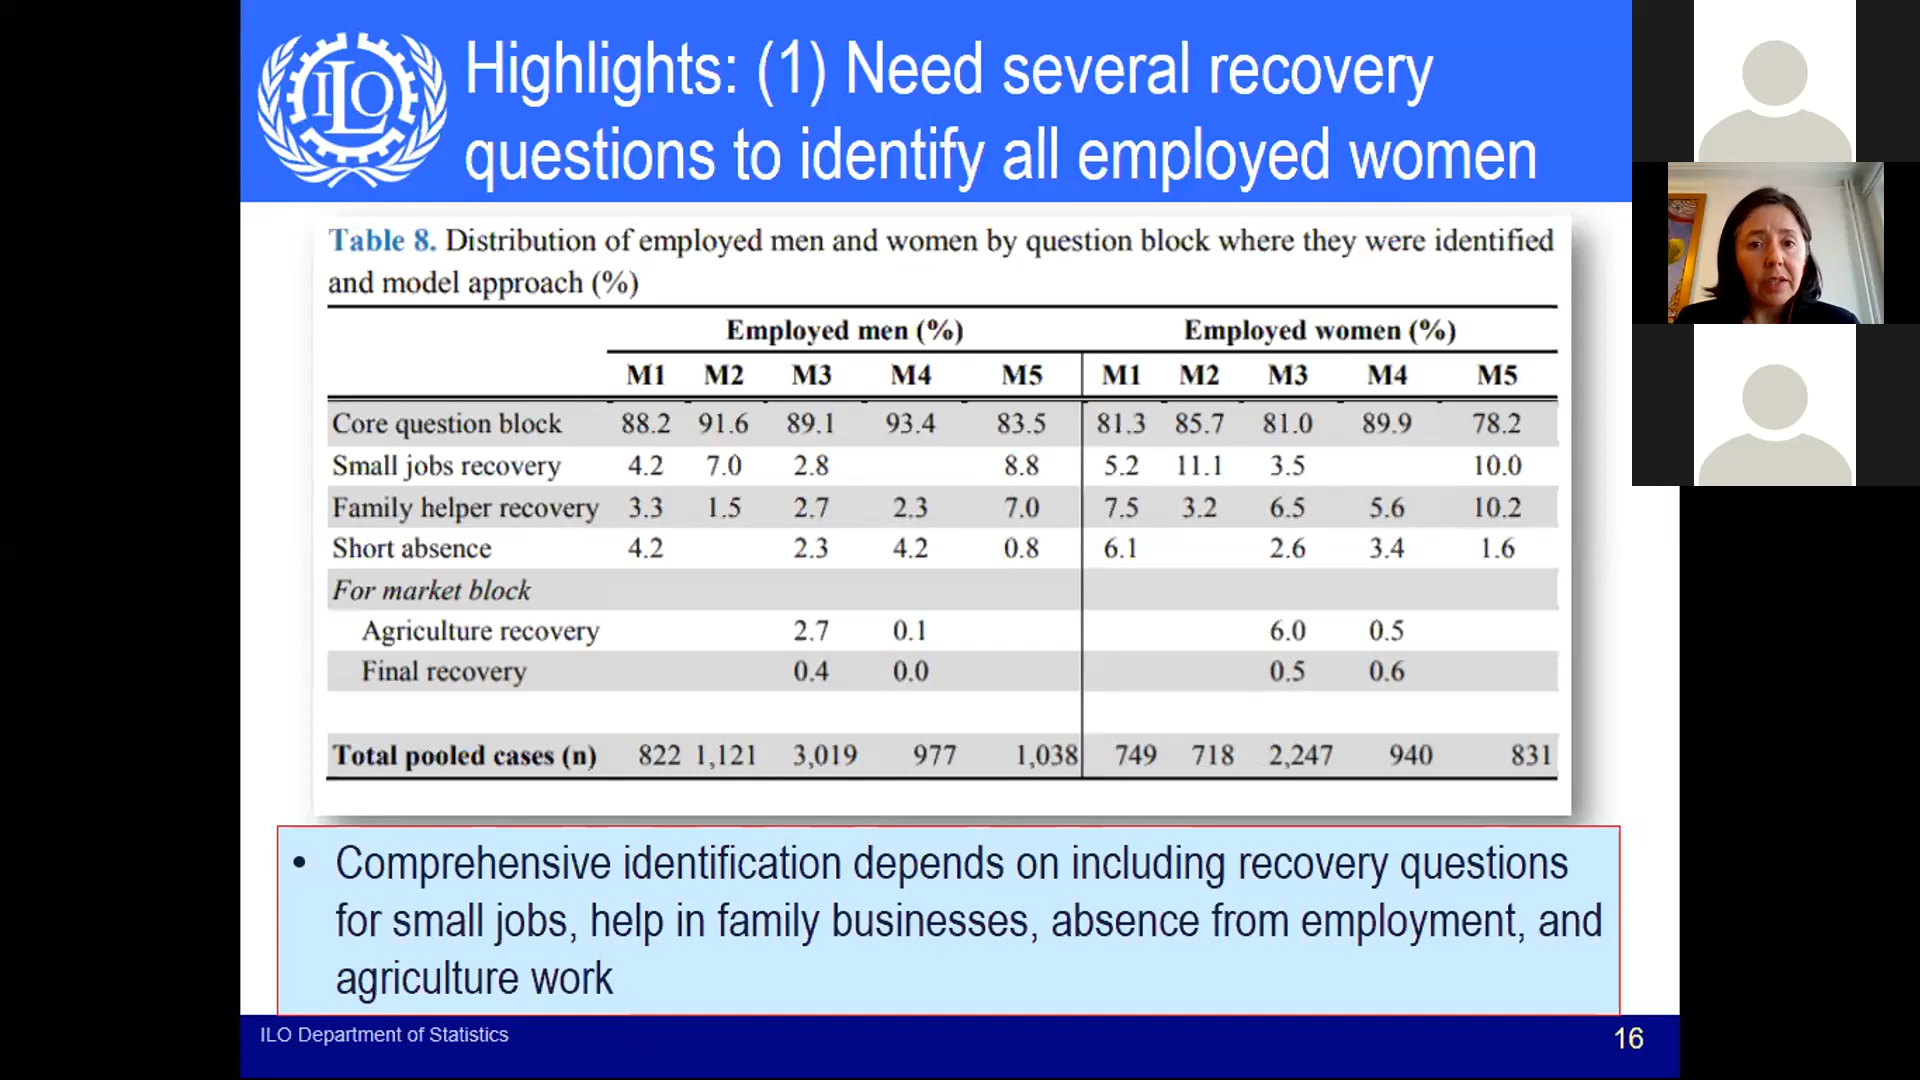 ILO
Highlights: (1) Need several recovery
questions to identify all employed women
Table 8. Distribution of employed men and women by question block where they were identified
and model approach (%)
Employed men (%) Employed women (%)
M1 M2 M3 M4 M5 M1 M2 M3 M4 M5
Core question block 88.2 91.6 89.1 93.4 83.5 81.3 85.7 81.0 89.9 78.2
Small jobs recovery 4.2 7.0 2.8 8.8 5.2 11.1 3.5 10.0
Family helper recovery 3.3 1.5 2.7 2.3 7.0 7.5 3.2 6.5 5.6 10.2
Short absence 4.2 2.3 4.2 0.8 6.1 2.6 3.4 1.6
For market block
Agriculture recovery 2.7 0.1 6.0 0.5
Final recovery 0.4 0.0 0.5 0.6
Total pooled cases (n) 822 1,121 3,019 977 1,038 749 718 2,247 940 831
• Comprehensive identification depends on including recovery questions
for small jobs, help in family businesses, absence from employment, and
agriculture work
ILO Department of Statistics
16